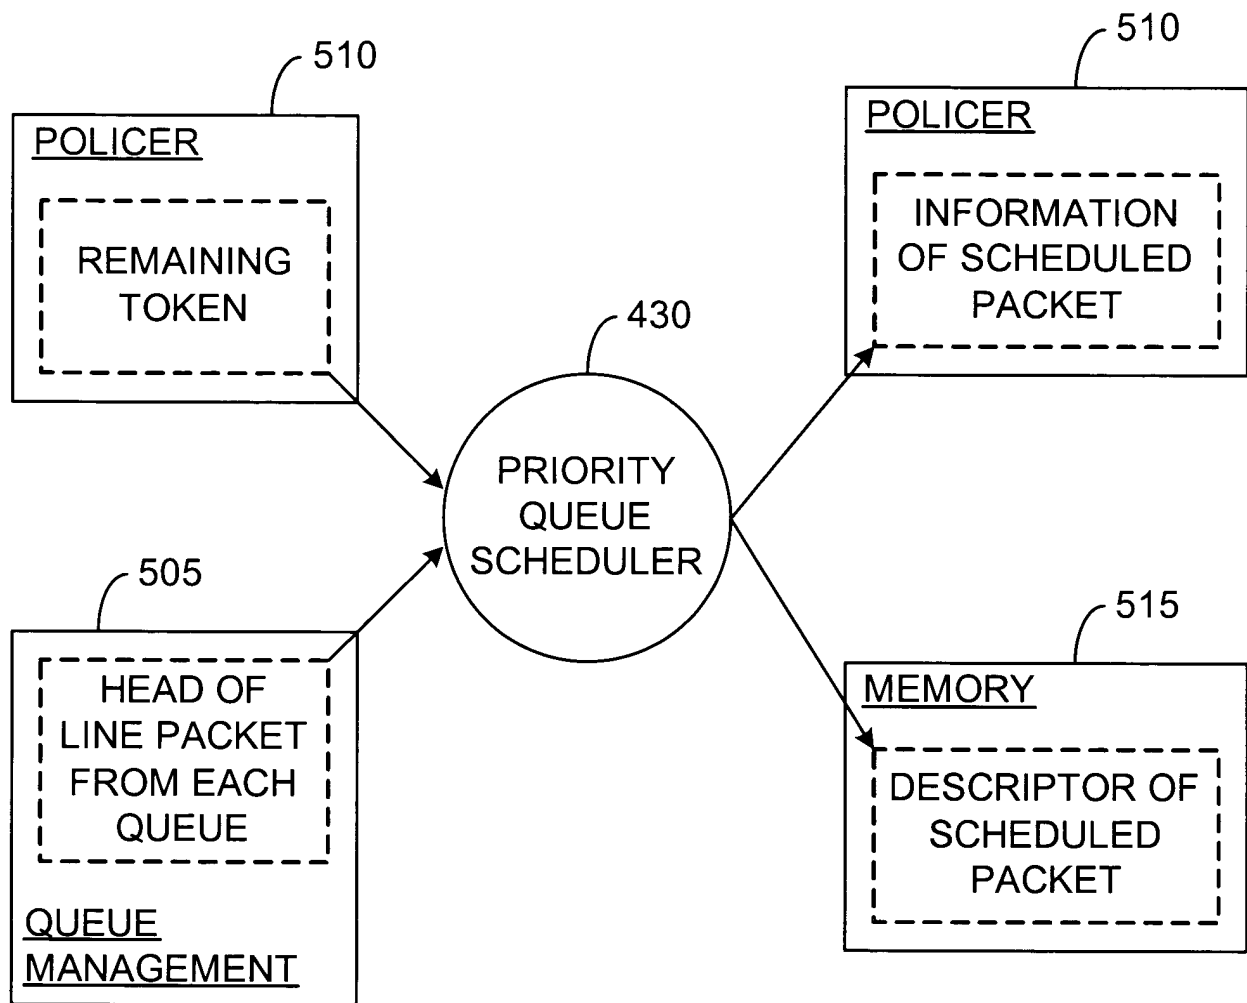 510
POLICER
REMAINING
TOKEN
510
POLICER
INFORMATION
OF SCHEDULED
PACKET
430
PRIORITY
QUEUE
SCHEDULER
505
HEAD OF
LINE PACKET
FROM EACH
QUEUE
QUEUE
MANAGEMENT
515
MEMORY
DESCRIPTOR OF
SCHEDULED
PACKET